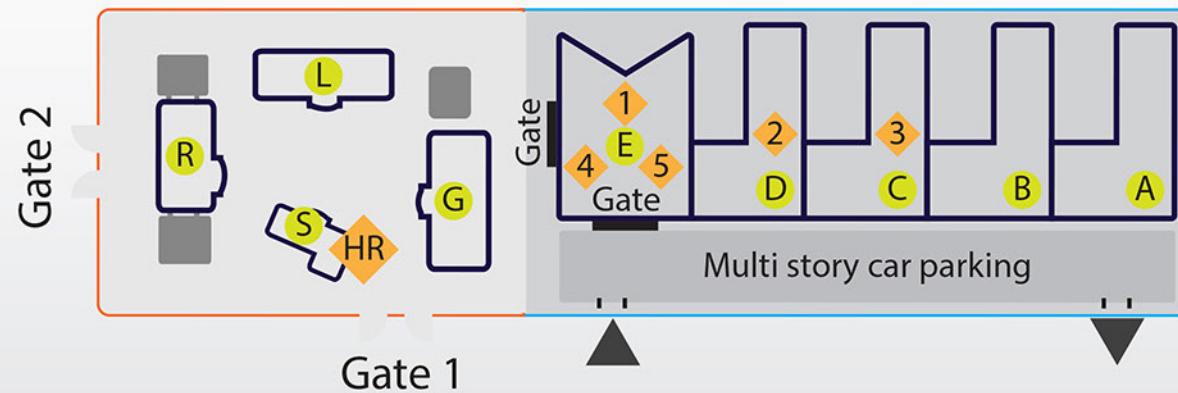 Gate 2
R
L
S
HR
G
Gate 1
Gate
1
E
4
5
Gate
2
D
3
C
B
A
Multi story car parking